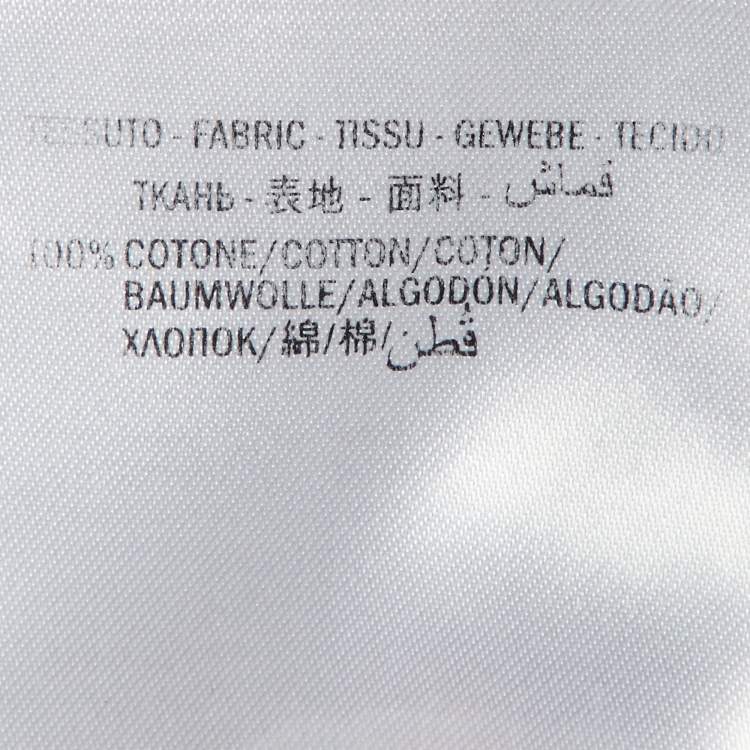 TESSUTO - FABRIC - TISSU - GEWEBE - TECIDO
ТКАНЬ - 表地 - 面料 - قماش
100% COTONE/COTTON/COTON/
BAUMWOLLE/ALGODÓN/ALGODÃO/
ХЛОПОК/綿/棉/قطن